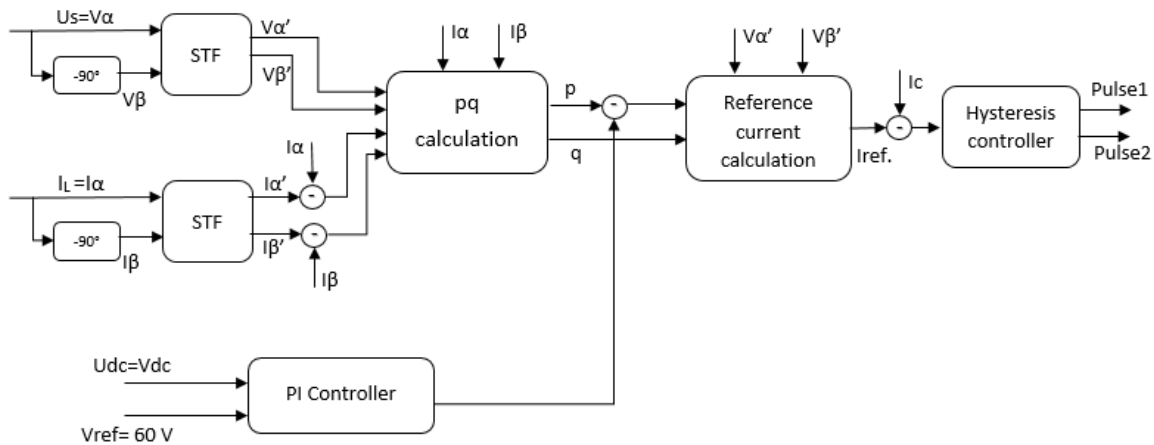 Us=Vα
-90°
Vβ
STF
Vα’
Vβ’
Iα
Iβ
pq
calculation
p
-
q
Vα’
Vβ’
Reference
current
calculation
Iref.
Ic
-
Hysteresis
controller
Pulse1
Pulse2
IL=Iα
-90°
Iβ
STF
Iα’
Iβ’
Iα
-
-
Iβ
Udc=Vdc
Vref= 60 V
PI Controller